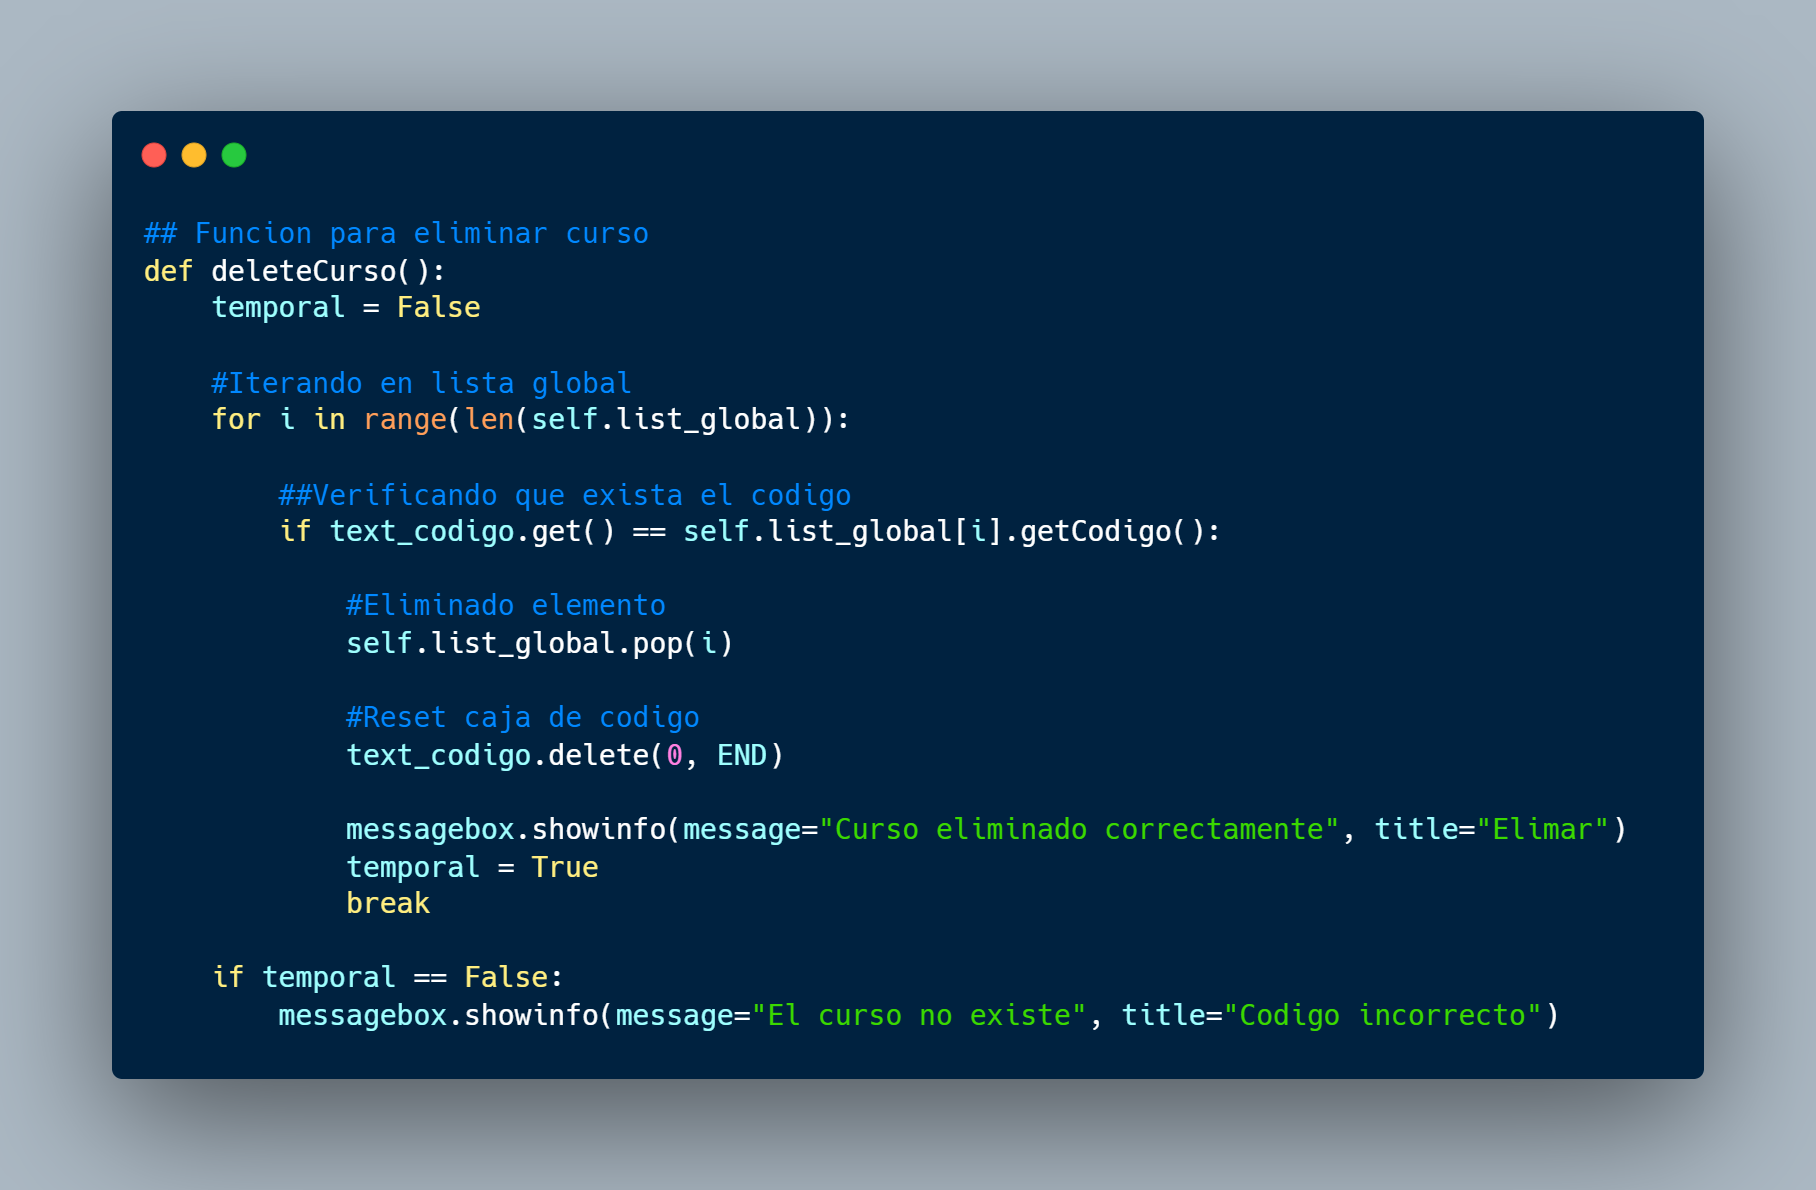 ## Funcion para eliminar curso
def deleteCurso():
    temporal = False

    #Iterando en lista global
    for i in range(len(self.list_global)):

        ##Verificando que exista el codigo
        if text_codigo.get() == self.list_global[i].getCodigo():

            #Eliminado elemento
            self.list_global.pop(i)

            #Reset caja de codigo
            text_codigo.delete(0, END)

            messagebox.showinfo(message="Curso eliminado correctamente", title="Elimar")
            temporal = True
            break

    if temporal == False:
        messagebox.showinfo(message="El curso no existe", title="Codigo incorrecto")